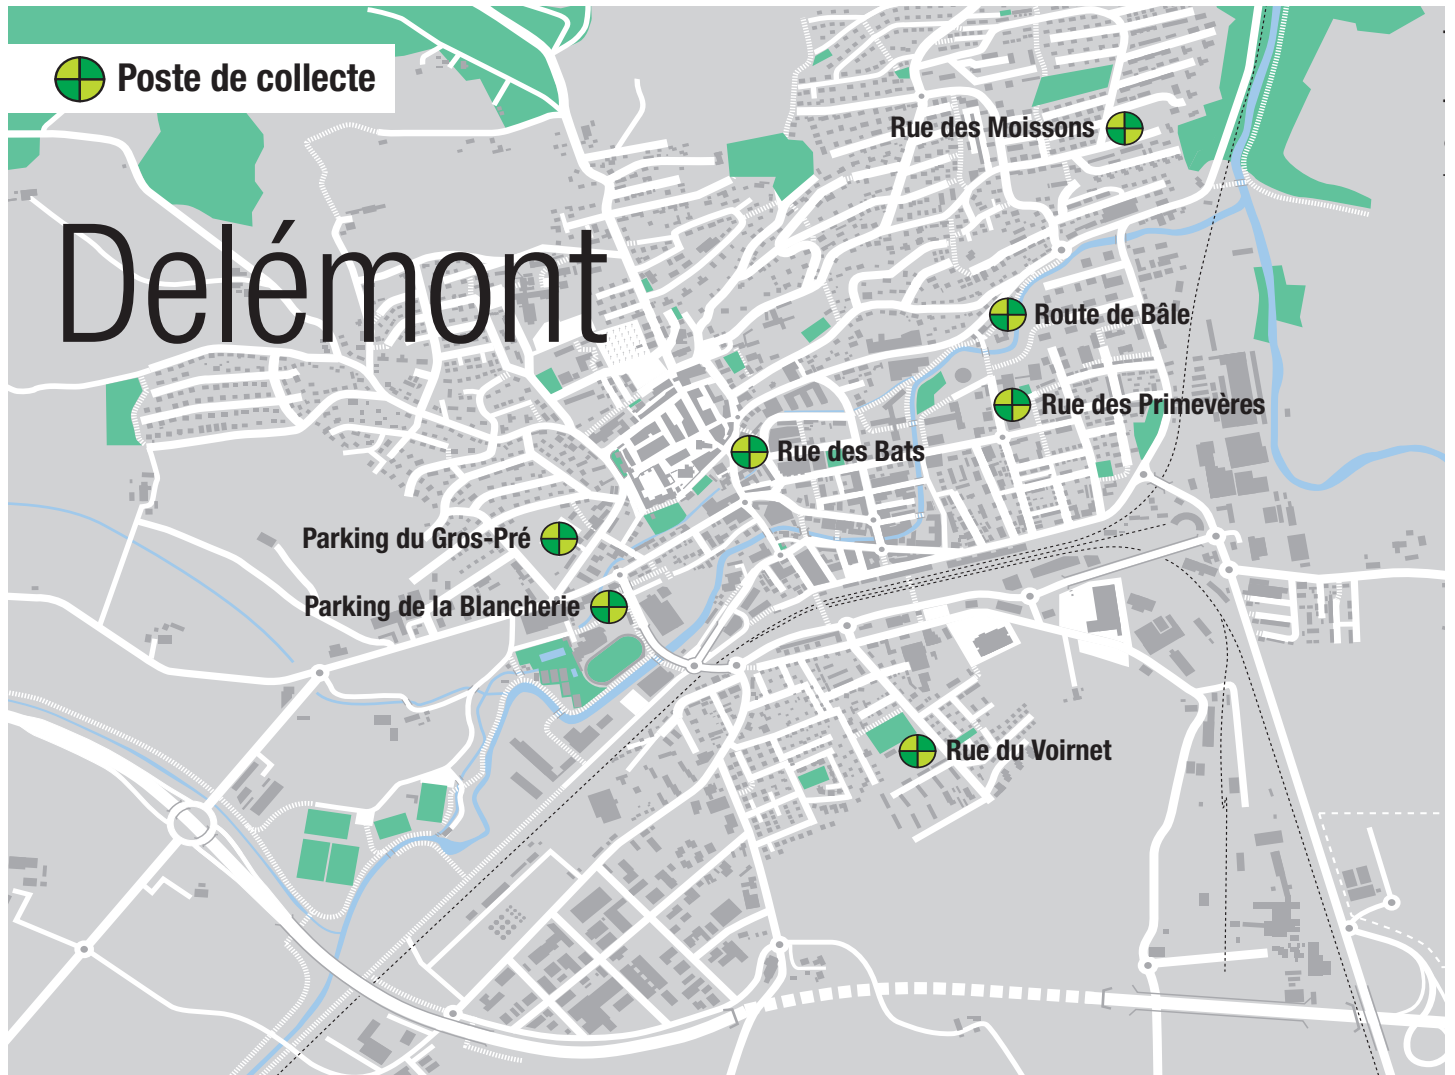 Poste de collecte
Rue des Moissons
Delémont
Route de Bâle
Rue des Primevères
Rue des Bats
Parking du Gros-Pré
Parking de la Blancherie
Rue du Voirnet